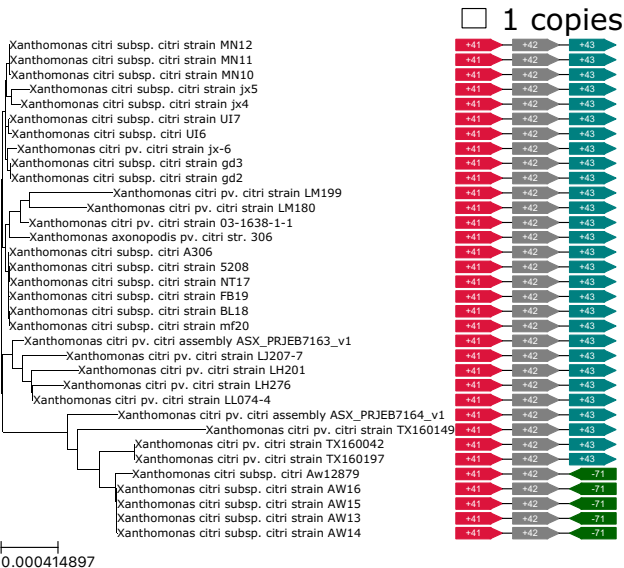 1 copies
Xanthomonas citri subsp. citri strain MN12 +41 +42 +43
Xanthomonas citri subsp. citri strain MN11 +41 +42 +43
Xanthomonas citri subsp. citri strain MN10 +41 +42 +43
Xanthomonas citri subsp. citri strain jx5 +41 +42 +43
Xanthomonas citri subsp. citri strain jx4 +41 +42 +43
Xanthomonas citri subsp. citri strain UI7 +41 +42 +43
Xanthomonas citri subsp. citri UI6 +41 +42 +43
Xanthomonas citri pv. citri strain jx-6 +41 +42 +43
Xanthomonas citri subsp. citri strain gd3 +41 +42 +43
Xanthomonas citri subsp. citri strain gd2 +41 +42 +43
Xanthomonas citri pv. citri strain LM199 +41 +42 +43
Xanthomonas citri pv. citri strain LM180 +41 +42 +43
Xanthomonas citri pv. citri strain 03-1638-1-1 +41 +42 +43
Xanthomonas axonopodis pv. citri str. 306 +41 +42 +43
Xanthomonas citri subsp. citri A306 +41 +42 +43
Xanthomonas citri subsp. citri strain 5208 +41 +42 +43
Xanthomonas citri subsp. citri strain NT17 +41 +42 +43
Xanthomonas citri subsp. citri strain FB19 +41 +42 +43
Xanthomonas citri subsp. citri strain BL18 +41 +42 +43
Xanthomonas citri subsp. citri strain mf20 +41 +42 +43
Xanthomonas citri pv. citri assembly ASX_PRJEB7163_v1 +41 +42 +43
Xanthomonas citri pv. citri strain LJ207-7 +41 +42 +43
Xanthomonas citri pv. citri strain LH201 +41 +42 +43
Xanthomonas citri pv. citri strain LH276 +41 +42 +43
Xanthomonas citri pv. citri strain LL074-4 +41 +42 +43
Xanthomonas citri pv. citri assembly ASX_PRJEB7164_v1 +41 +42 +43
Xanthomonas citri pv. citri strain TX160149 +41 +42 +43
Xanthomonas citri pv. citri strain TX160042 +41 +42 +43
Xanthomonas citri pv. citri strain TX160197 +41 +42 +43
Xanthomonas citri subsp. citri Aw12879 +41 +42 -71
Xanthomonas citri subsp. citri strain AW16 +41 +42 -71
Xanthomonas citri subsp. citri strain AW15 +41 +42 -71
Xanthomonas citri subsp. citri strain AW13 +41 +42 -71
Xanthomonas citri subsp. citri strain AW14 +41 +42 -71
0.000414897